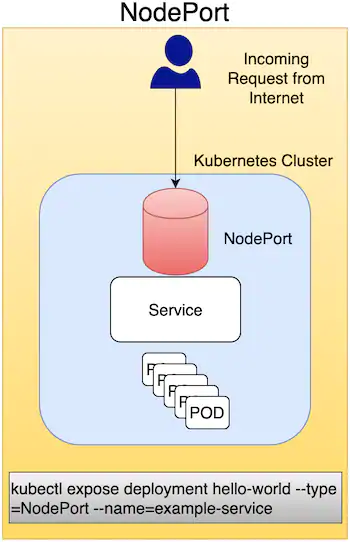 NodePort
Incoming
Request from
Internet
Kubernetes Cluster
NodePort
Service
P
P
P
P
POD
kubectl expose deployment hello-world --type
=NodePort --name=example-service